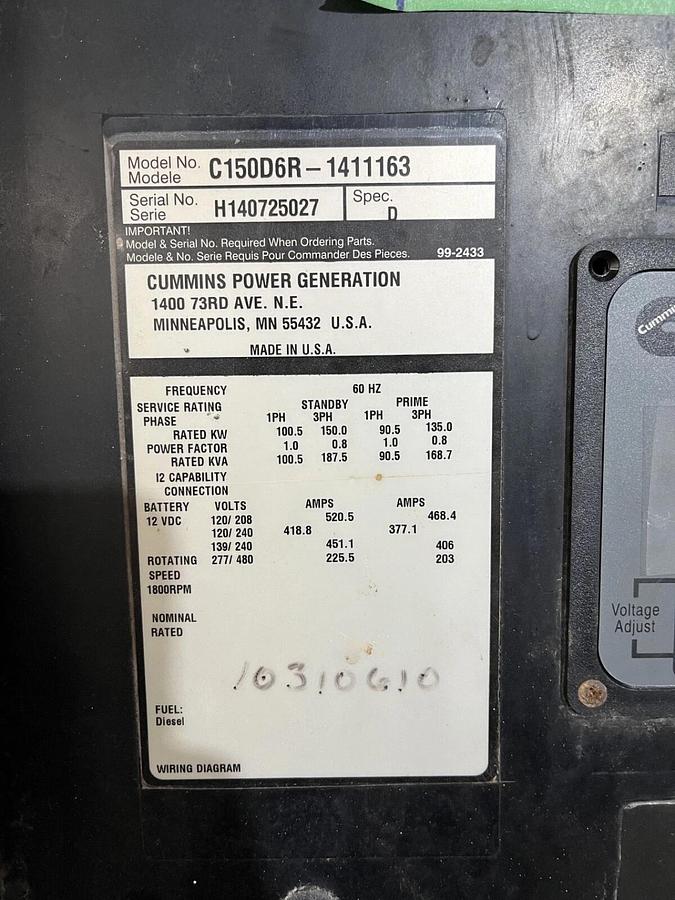 Model No. C150D6R-1411163
Modele
Serial No. H140725027 Spec. D
Serie
IMPORTANT!
Model & Serial No. Required When Ordering Parts.
Modele & No. Serie Requis Pour Commander Des Pieces. 99-2433
CUMMINS POWER GENERATION
1400 73RD AVE. N.E.
MINNEAPOLIS, MN 55432 U.S.A.
MADE IN U.S.A.
FREQUENCY 60 HZ
SERVICE RATING STANDBY PRIME
PHASE 1PH 3PH 1PH 3PH
RATED KW 100.5 150.0 90.5 135.0
POWER FACTOR 1.0 0.8 1.0 0.8
RATED KVA 100.5 187.5 90.5 168.7
I2 CAPABILITY
CONNECTION
BATTERY VOLTS AMPS AMPS
12 VDC 120/ 208 520.5 468.4
120/ 240 418.8 377.1
139/ 240 451.1 406
ROTATING 277/ 480 225.5 203
SPEED
1800RPM
NOMINAL
RATED
10310610
FUEL:
Diesel
WIRING DIAGRAM
Voltage
Adjust